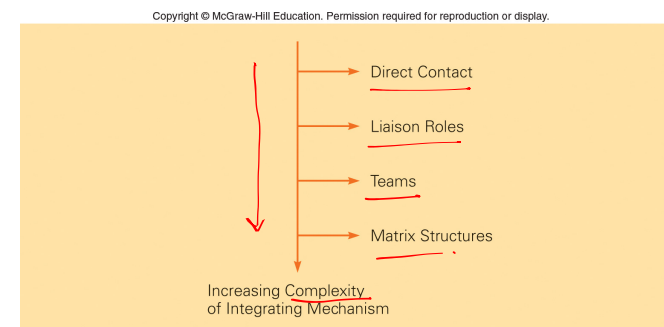 Copyright © McGraw-Hill Education. Permission required for reproduction or display.
Direct Contact
Liaison Roles
Teams
Matrix Structures
Increasing Complexity
of Integrating Mechanism